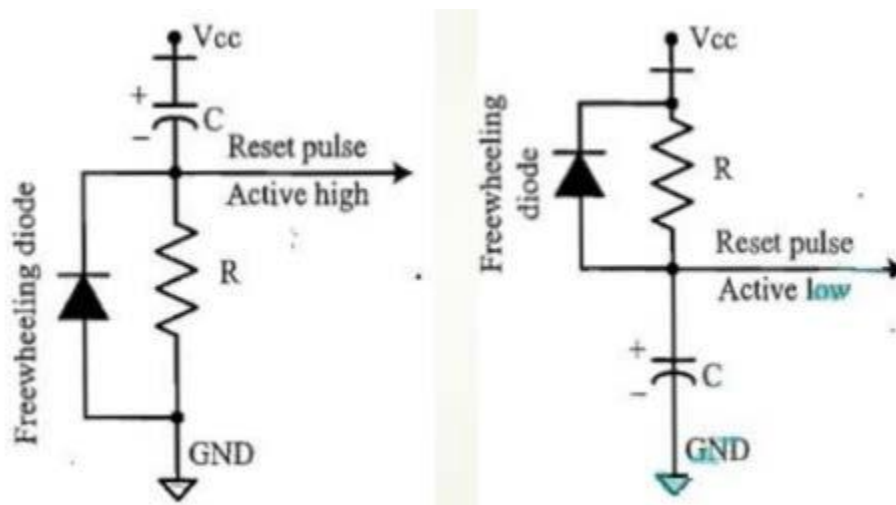 Vcc
+
−
C
Reset pulse
Active high
R
Freewheeling diode
GND
Vcc
Freewheeling
diode
R
Reset pulse
Active low
+
−
C
GND